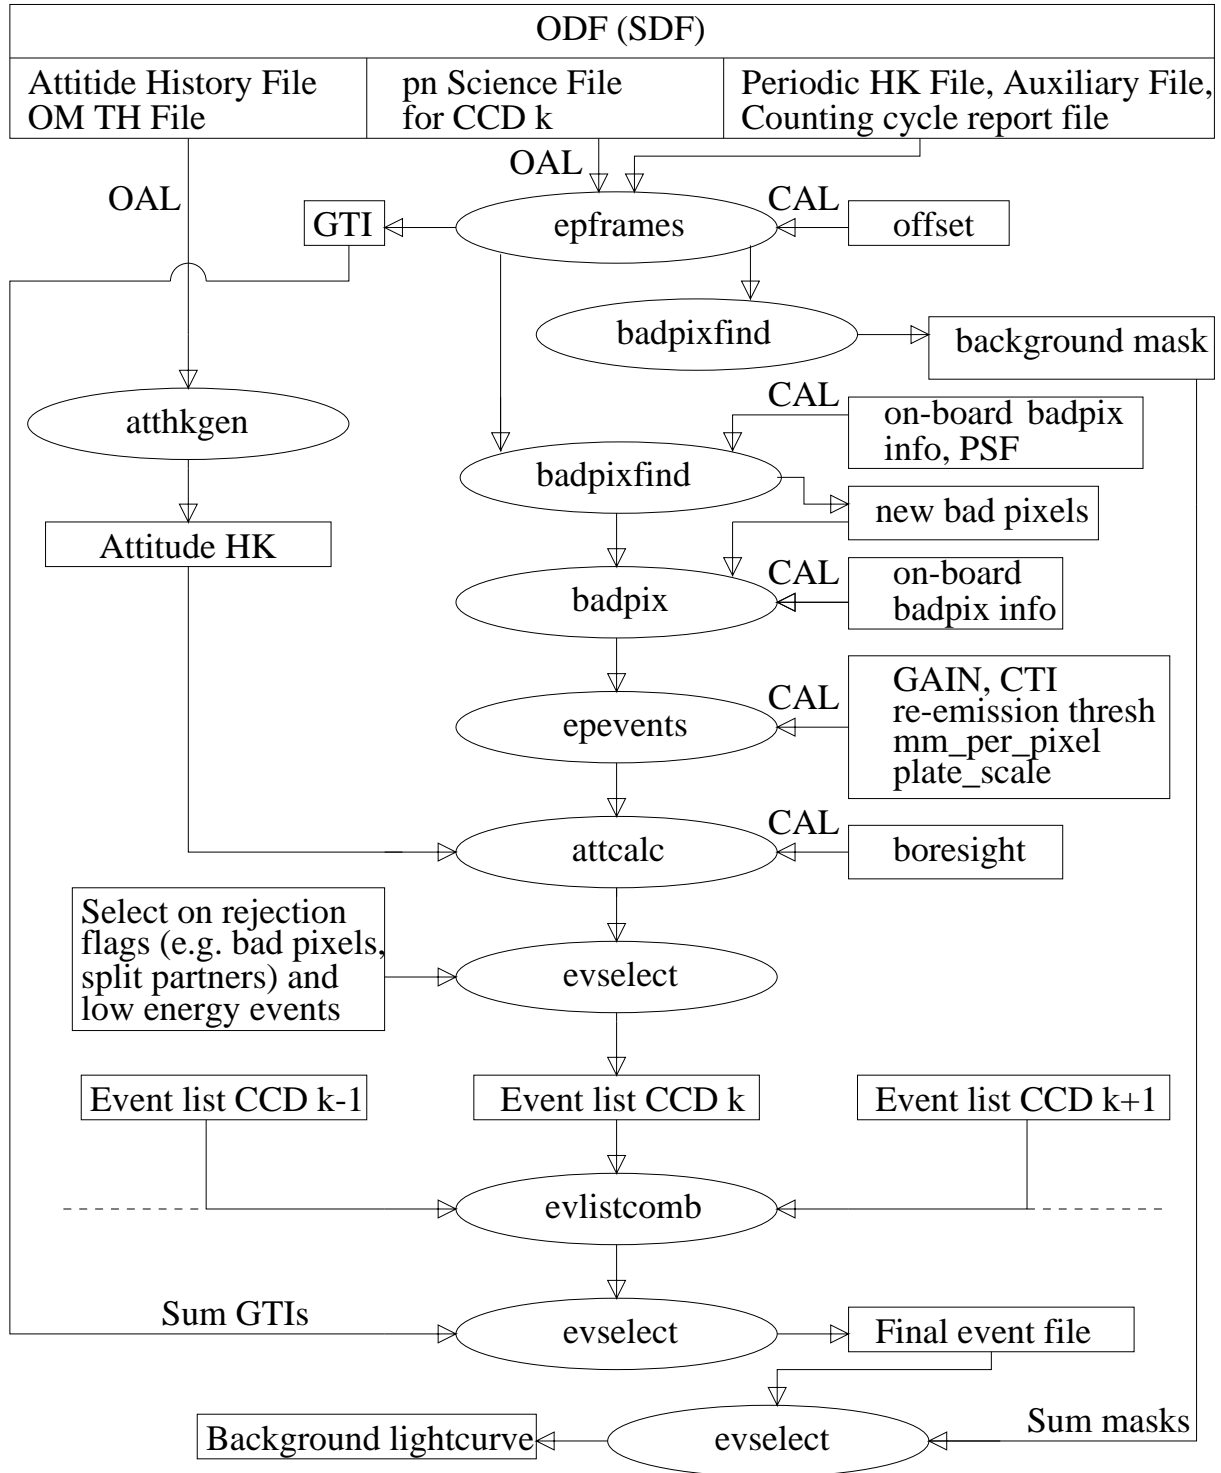 ODF (SDF)
Attitide History File
OM TH File
pn Science File
for CCD k
Periodic HK File, Auxiliary File,
Counting cycle report file
OAL
OAL
CAL
GTI
epframes
offset
badpixfind
background mask
CAL
atthkgen
on-board badpix
info, PSF
badpixfind
new bad pixels
Attitude HK
CAL
on-board
badpix info
badpix
GAIN, CTI
re-emission thresh
mm_per_pixel
plate_scale
CAL
epevents
CAL
attcalc
boresight
Select on rejection
flags (e.g. bad pixels,
split partners) and
low energy events
evselect
Event list CCD k-1
Event list CCD k
Event list CCD k+1
evlistcomb
Sum GTIs
evselect
Final event file
Sum masks
Background lightcurve
evselect